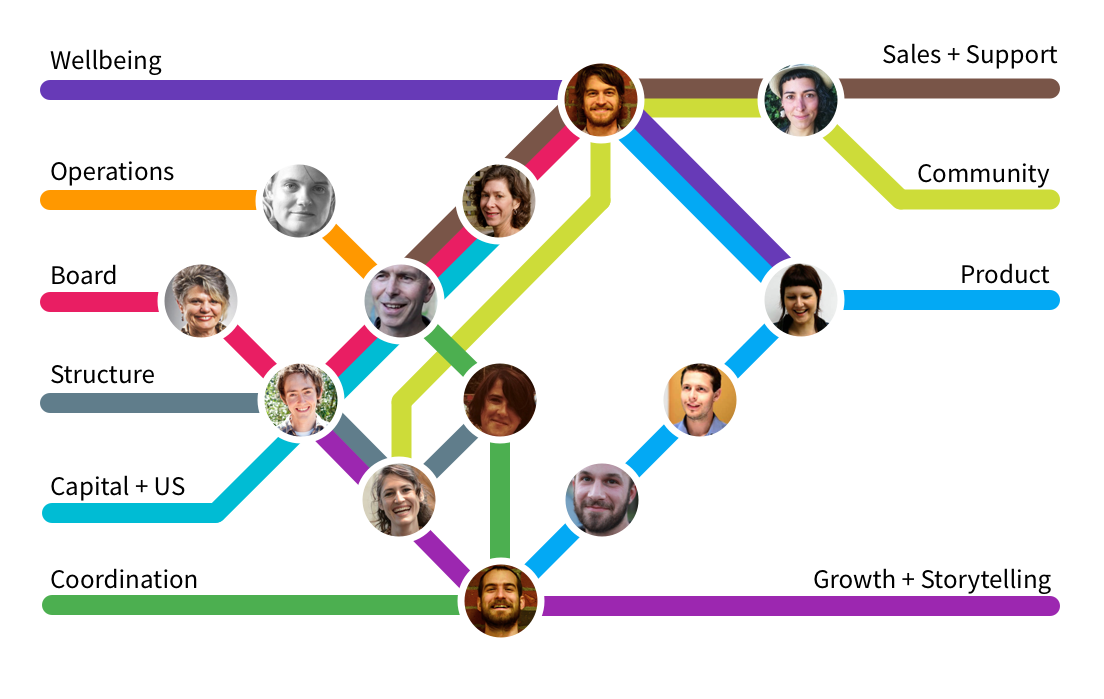 Wellbeing
Sales + Support
Operations
Community
Board
Product
Structure
Capital + US
Coordination
Growth + Storytelling